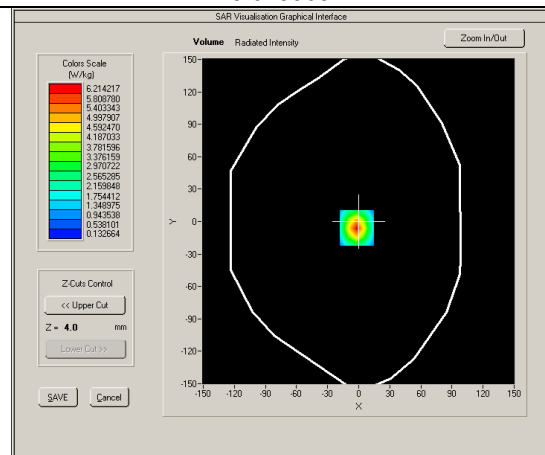 SAR Visualisation Graphical Interface
Volume Radiated Intensity
Zoom In/Out
Colors Scale
(W/kg)
6.214217
5.808780
5.403343
4.997907
4.592470
4.187033
3.781596
3.376159
2.970722
2.565285
2.159848
1.754412
1.348975
0.943538
0.538101
0.132664
Z-Cuts Control
<< Upper Cut
Z = 4.0 mm
Lower Cut >>
SAVE Cancel
150
120
90
60
30
0
-30
-60
-90
-120
-150
Y
-150 -120 -90 -60 -30 0 30 60 90 120 150
X